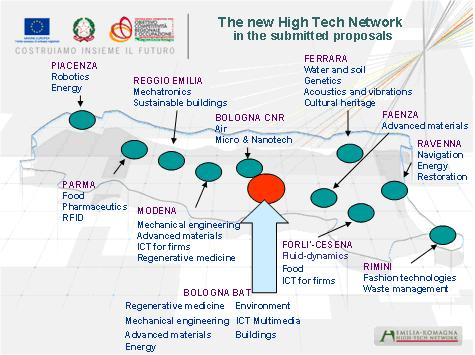 The new High Tech Network
in the submitted proposals
COSTRUIAMO INSIEME IL FUTURO
PIACENZA
Robotics
Energy
REGGIO EMILIA
Mechatronics
Sustainable buildings
BOLOGNA CNR
Air
Micro & Nanotech
FERRARA
Water and soil
Genetics
Acoustics and vibrations
Cultural heritage
FAENZA
Advanced materials
RAVENNA
Navigation
Energy
Restoration
PARMA
Food
Pharmaceutics
RFID
MODENA
Mechanical engineering
Advanced materials
ICT for firms
Regenerative medicine
FORLI'-CESENA
Fluid-dynamics
Food
ICT for firms
RIMINI
Fashion technologies
Waste management
BOLOGNA BAT
Regenerative medicine Environment
Mechanical engineering ICT Multimedia
Advanced materials Buildings
Energy
EMILIA-ROMAGNA
HIGH TECH NETWORK